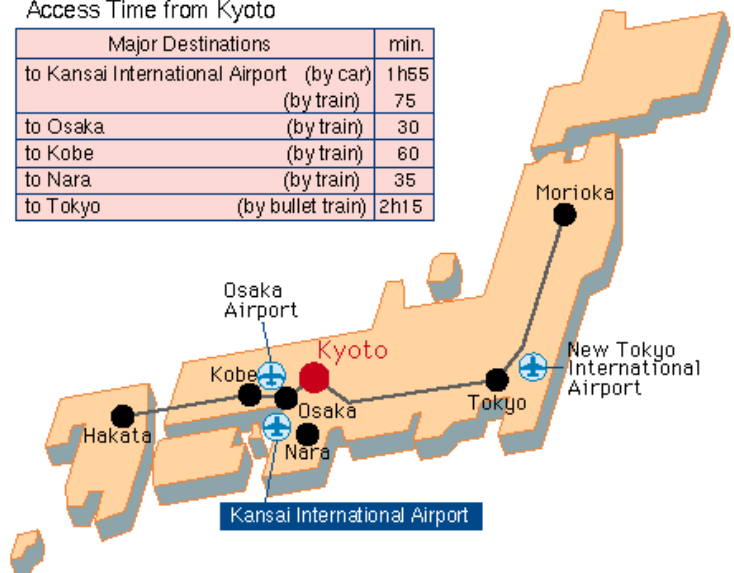 Access Time from Kyoto
Major Destinations min.
to Kansai International Airport (by car) 1h55
(by train) 75
to Osaka (by train) 30
to Kobe (by train) 60
to Nara (by train) 35
to Tokyo (by bullet train) 2h15
Morioka
Osaka
Airport
Kyoto
New Tokyo
International
Airport
Kobe
Tokyo
Osaka
Hakata
Nara
Kansai International Airport